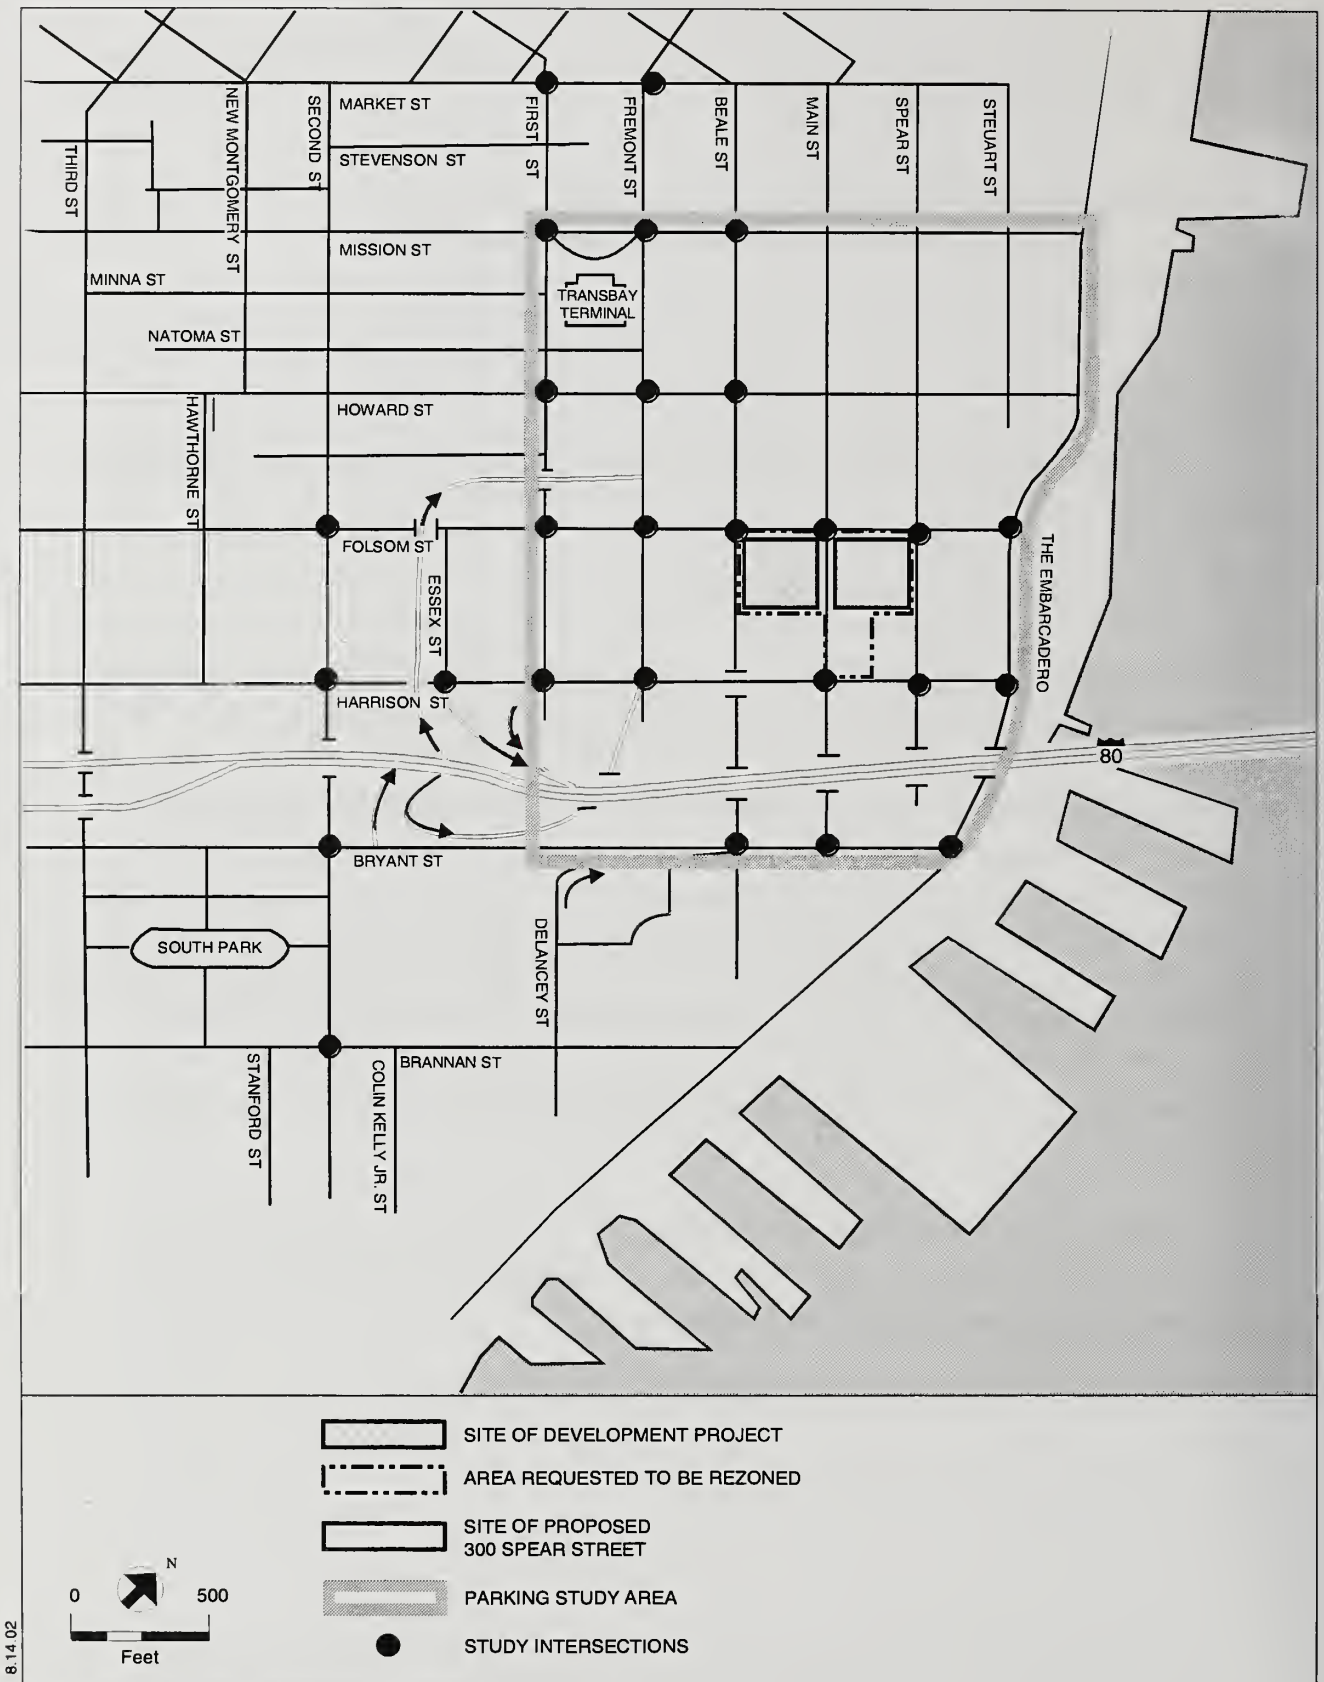 NEW MONTGOMERY ST
SECOND ST
MARKET ST
FIRST ST
FREMONT ST
BEALE ST
MAIN ST
SPEAR ST
STEUART ST
THIRD ST
STEVENSON ST
MISSION ST
MINNA ST
TRANSBAY
TERMINAL
NATOMA ST
HAWTHORNE ST
HOWARD ST
FOLSOM ST
ESSEX ST
THE EMBARCADERO
HARRISON ST
80
BRYANT ST
DELANCEY ST
SOUTH PARK
STANFORD ST
COLIN KELLY JR. ST
BRANNAN ST
SITE OF DEVELOPMENT PROJECT
AREA REQUESTED TO BE REZONED
SITE OF PROPOSED
300 SPEAR STREET
PARKING STUDY AREA
STUDY INTERSECTIONS
N
0 500
Feet
8.14.02